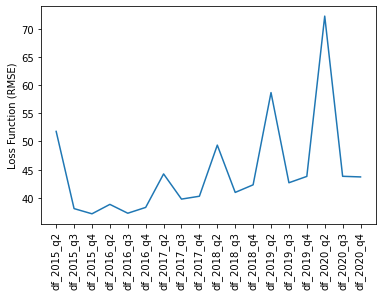 Loss Function (RMSE)
70
65
60
55
50
45
40
df_2015_q2
df_2015_q3
df_2015_q4
df_2016_q2
df_2016_q3
df_2016_q4
df_2017_q2
df_2017_q3
df_2017_q4
df_2018_q2
df_2018_q3
df_2018_q4
df_2019_q2
df_2019_q3
df_2019_q4
df_2020_q2
df_2020_q3
df_2020_q4